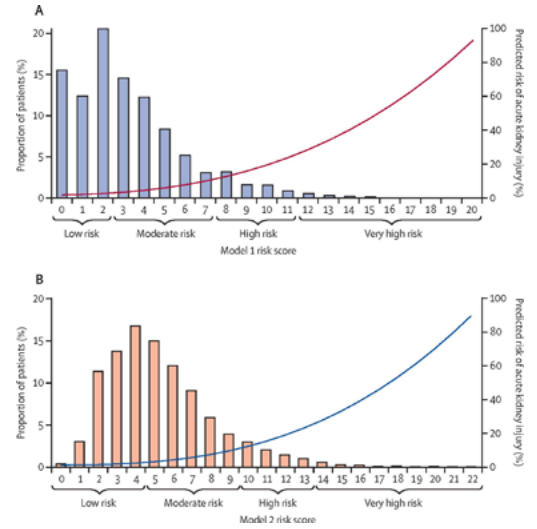 A
Proportion of patients (%)
20
15
10
5
0
Predicted risk of acute kidney injury (%)
100
80
60
40
20
0
0 1 2 3 4 5 6 7 8 9 10 11 12 13 14 15 16 17 18 19 20
Low risk Moderate risk High risk Very high risk
Model 1 risk score
B
Proportion of patients (%)
20
15
10
5
0
Predicted risk of acute kidney injury (%)
100
80
60
40
20
0
0 1 2 3 4 5 6 7 8 9 10 11 12 13 14 15 16 17 18 19 20 21 22
Low risk Moderate risk High risk Very high risk
Model 2 risk score